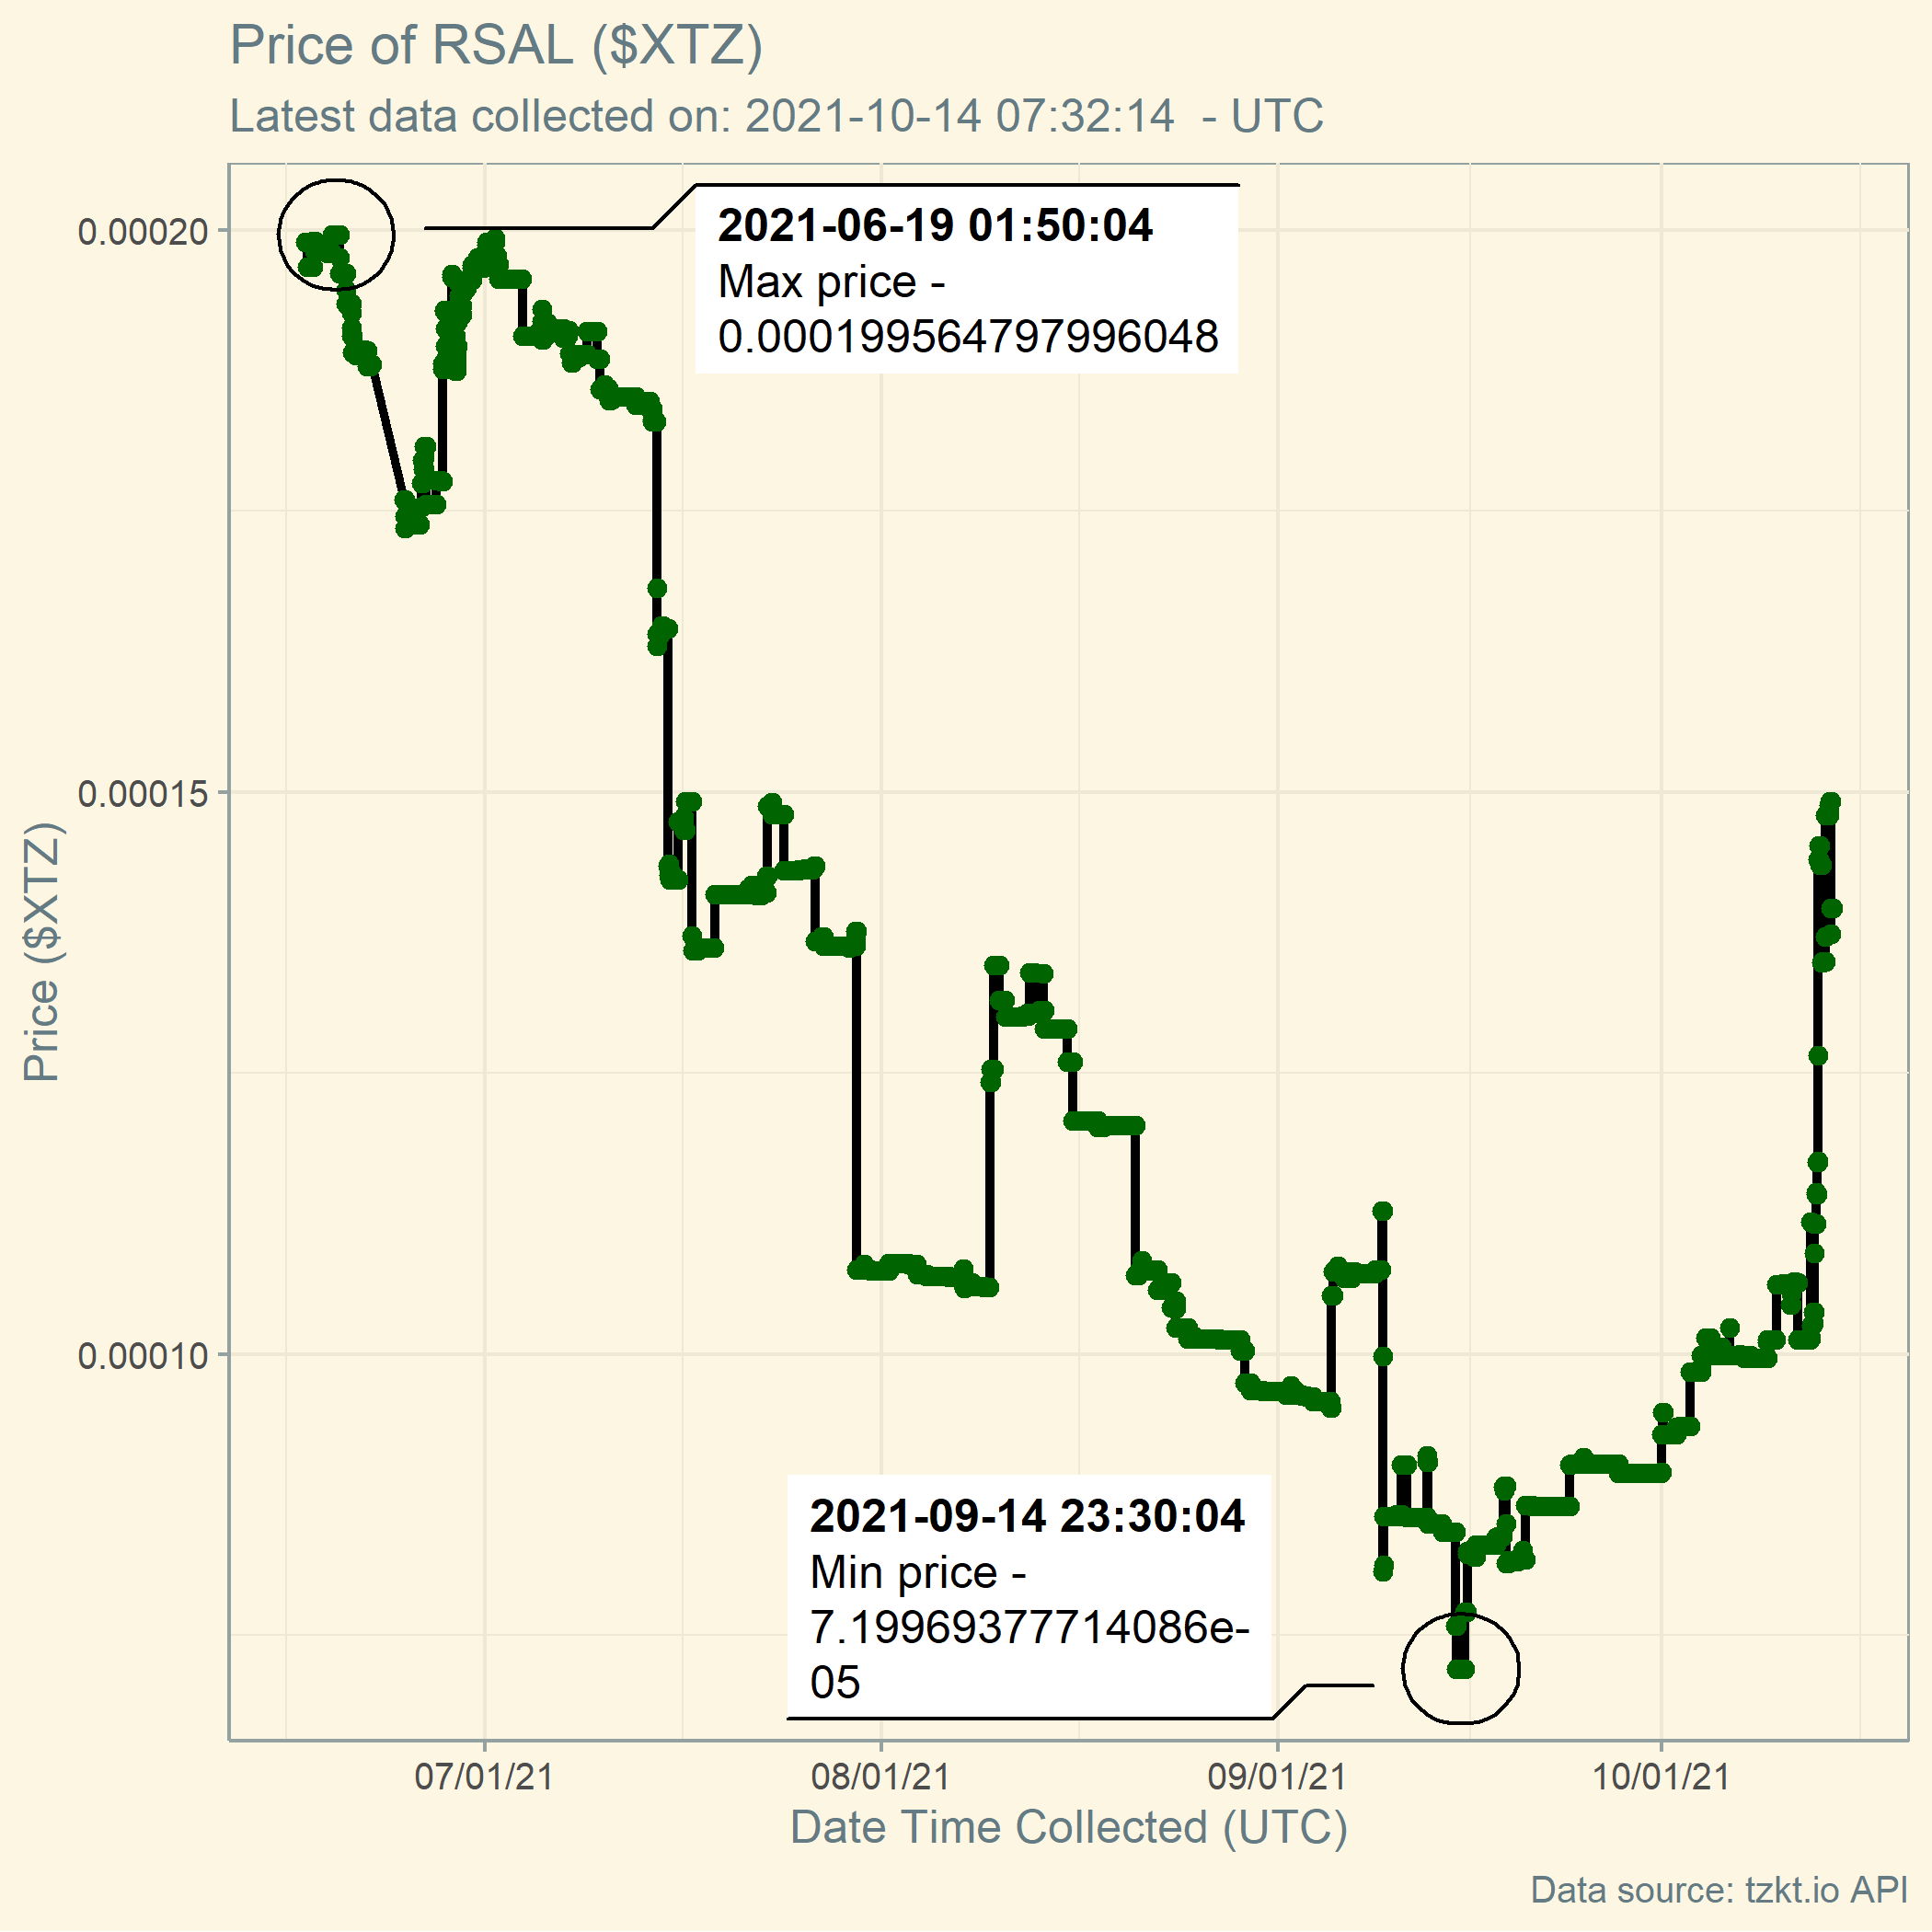 Price of RSAL ($XTZ)
Latest data collected on: 2021-10-14 07:32:14  - UTC
2021-06-19 01:50:04
Max price -
0.000199564797996048
0.00020
0.00015
0.00010
Price ($XTZ)
2021-09-14 23:30:04
Min price -
7.19969377714086e-
05
07/01/21
08/01/21
09/01/21
10/01/21
Date Time Collected (UTC)
Data source: tzkt.io API